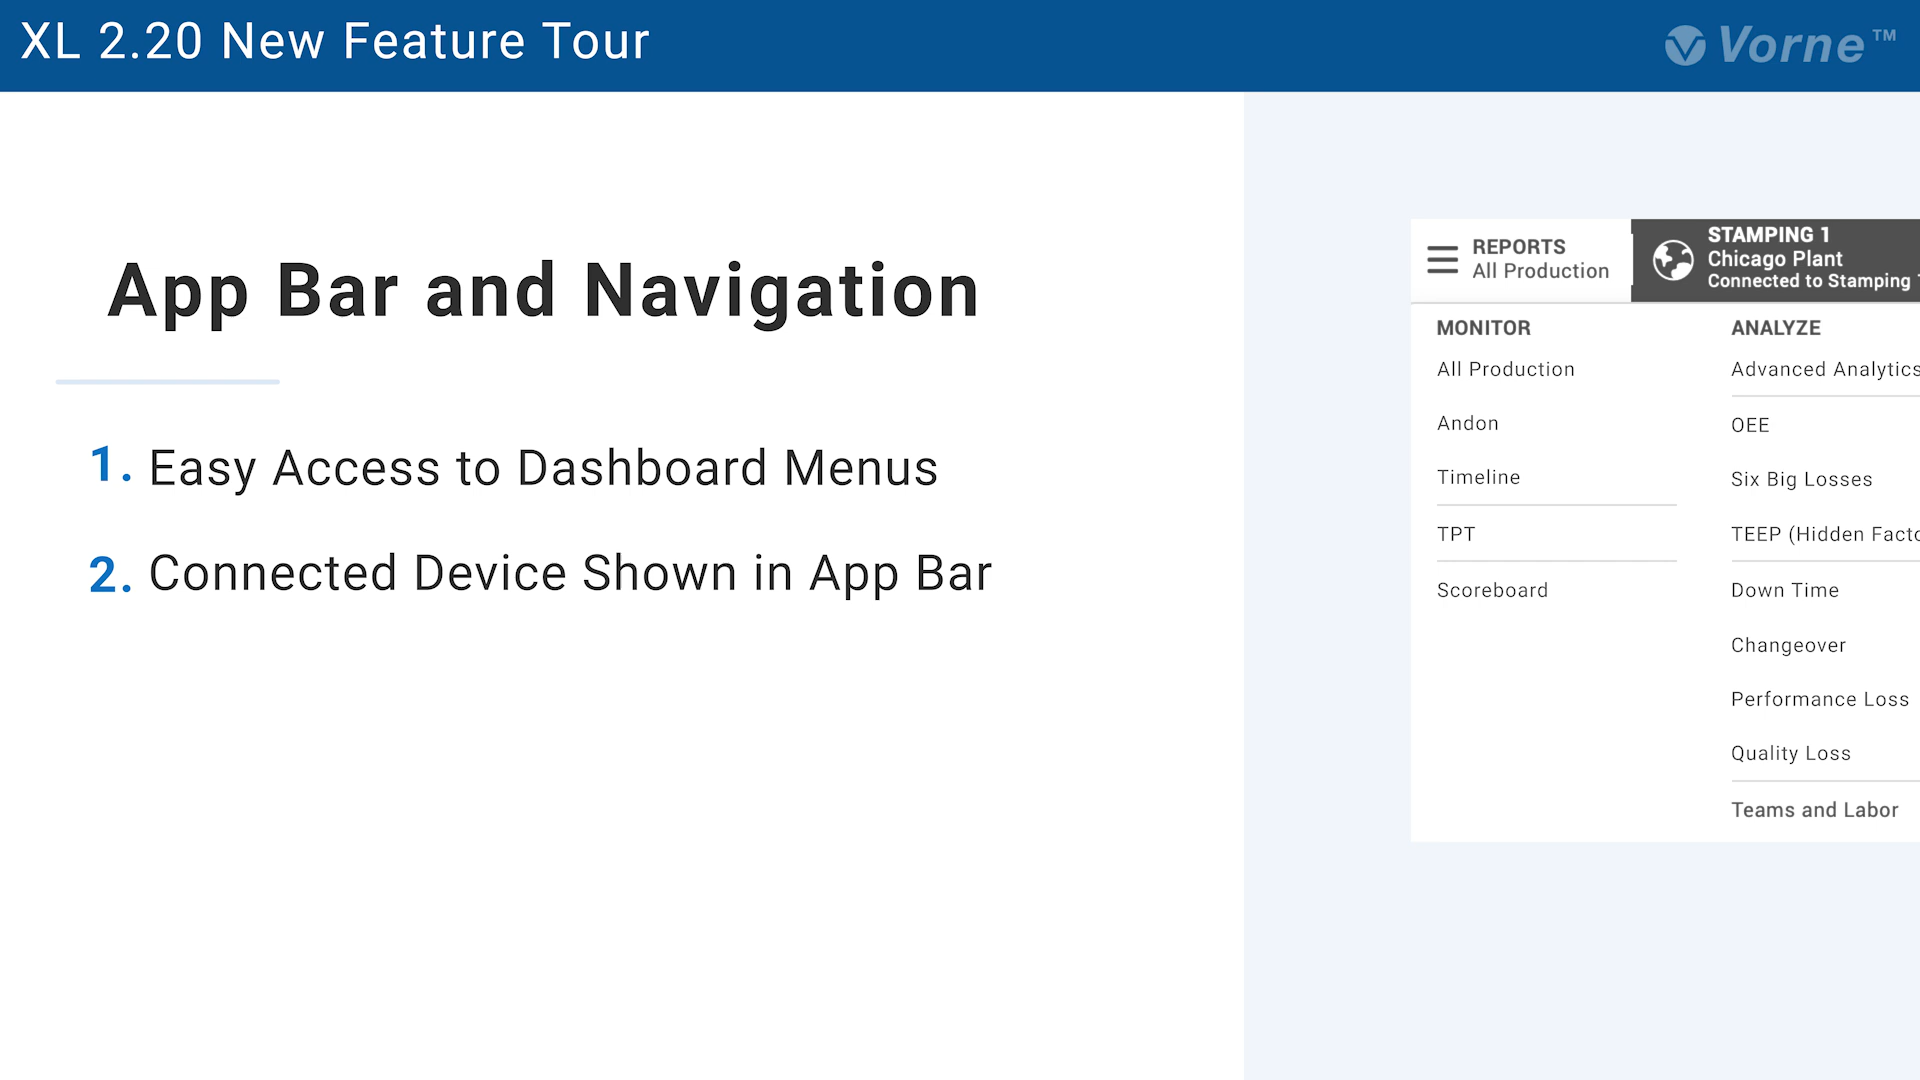 XL 2.20 New Feature Tour
Vorne™
App Bar and Navigation
1. Easy Access to Dashboard Menus
2. Connected Device Shown in App Bar
REPORTS
All Production
STAMPING 1
Chicago Plant
Connected to Stamping
MONITOR
All Production
Andon
Timeline
TPT
Scoreboard
ANALYZE
Advanced Analytics
OEE
Six Big Losses
TEEP (Hidden Facto
Down Time
Changeover
Performance Loss
Quality Loss
Teams and Labor